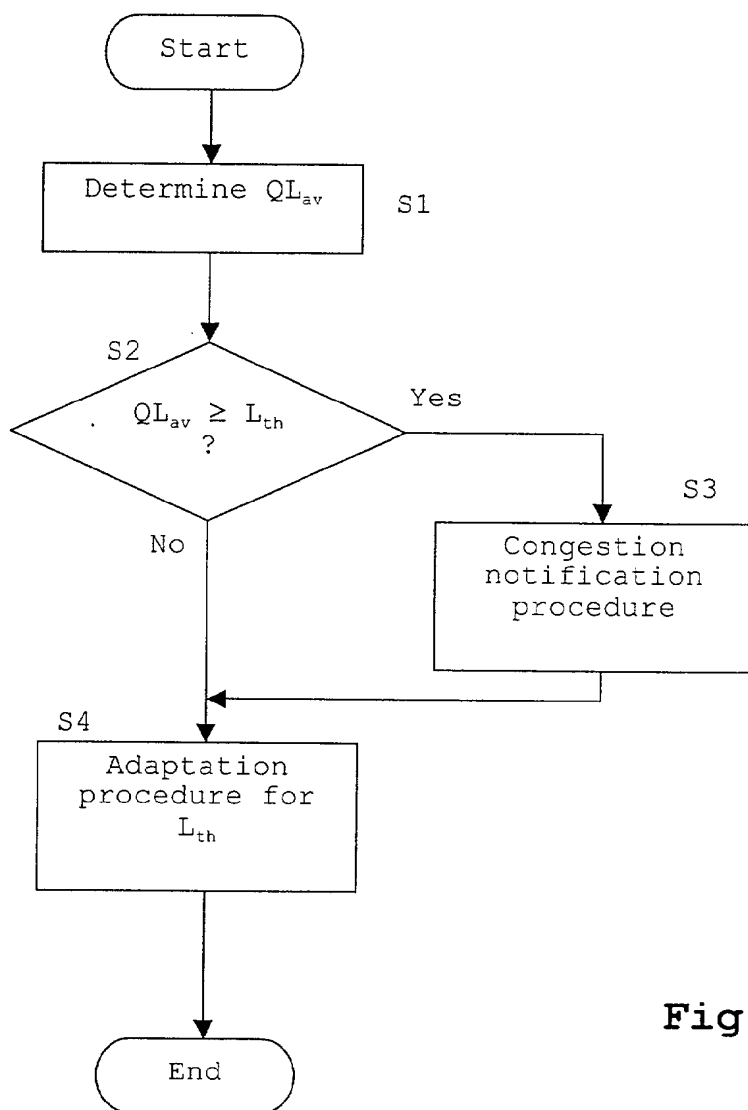 Start
Determine QLav
S1
S2
QLav ≥ Lth
?
Yes
No
S3
Congestion
notification
procedure
S4
Adaptation
procedure for
Lth
End
Fig